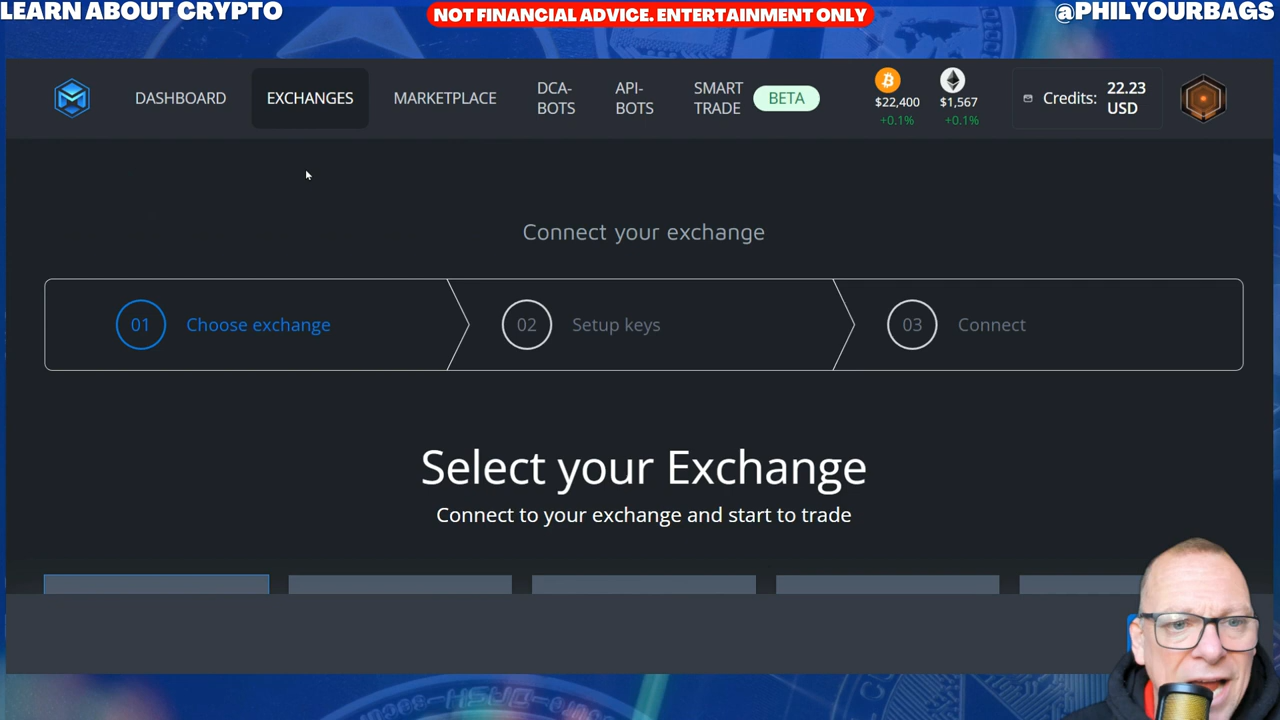 LEARN ABOUT CRYPTO
NOT FINANCIAL ADVICE. ENTERTAINMENT ONLY
@PHILYOURBAGS
DASHBOARD
EXCHANGES
MARKETPLACE
DCA-
BOTS
API-
BOTS
SMART
TRADE
BETA
$22,400
+0.1%
$1,567
+0.1%
Credits:
22.23
USD
Connect your exchange
01 Choose exchange
02 Setup keys
03 Connect
Select your Exchange
Connect to your exchange and start to trade